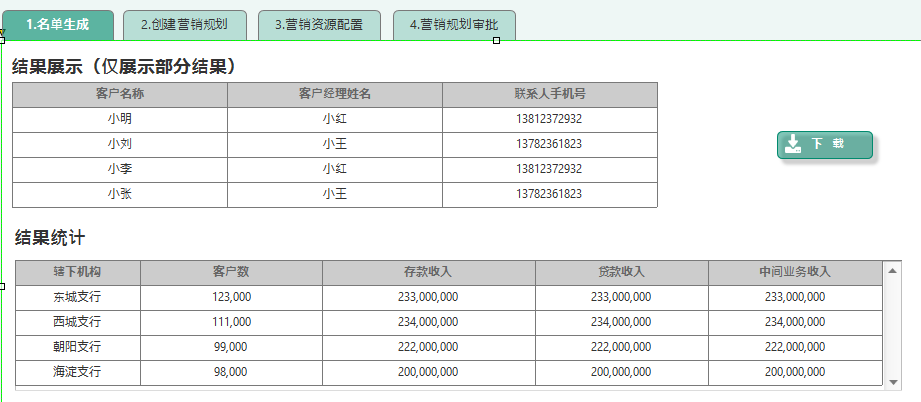 1.名单生成 2.创建营销规划 3.营销资源配置 4.营销规划审批
结果展示（仅展示部分结果）
客户名称 客户经理姓名 联系人手机号
小明 小红 13812372932
小刘 小王 13782361823
小李 小红 13812372932
小张 小王 13782361823
下 载
结果统计
辖下机构 客户数 存款收入 贷款收入 中间业务收入
东城支行 123,000 233,000,000 233,000,000 233,000,000
西城支行 111,000 234,000,000 234,000,000 234,000,000
朝阳支行 99,000 222,000,000 222,000,000 222,000,000
海淀支行 98,000 200,000,000 200,000,000 200,000,000